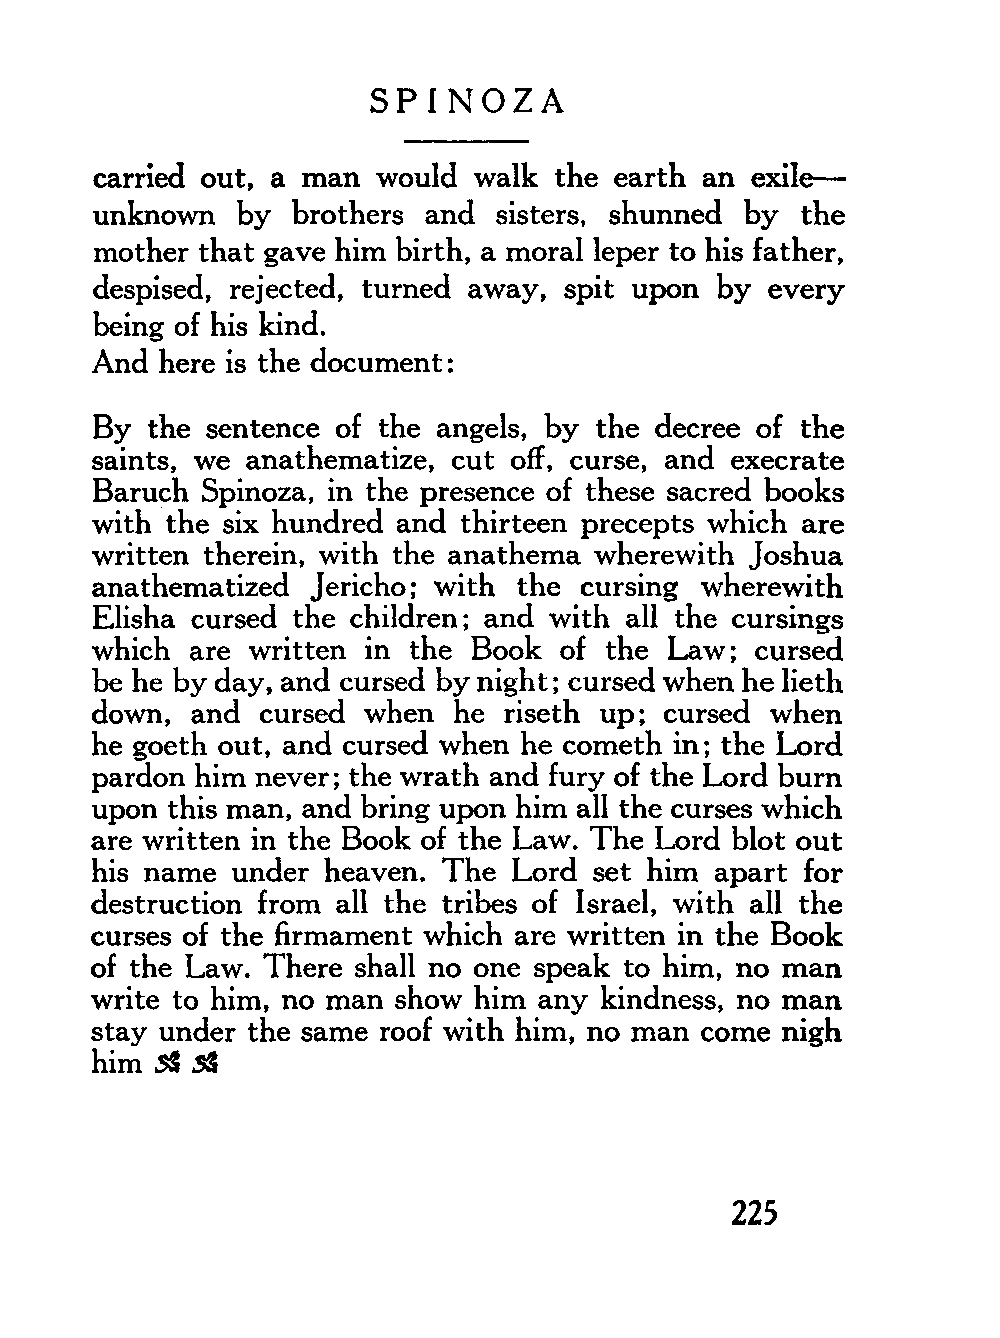 SPINOZA
carried out, a man would walk the earth an exile—
unknown by brothers and sisters, shunned by the
mother that gave him birth, a moral leper to his father,
despised, rejected, turned away, spit upon by every
being of his kind.
And here is the document:
By the sentence of the angels, by the decree of the
saints, we anathematize, cut off, curse, and execrate
Baruch Spinoza, in the presence of these sacred books
with the six hundred and thirteen precepts which are
written therein, with the anathema wherewith Joshua
anathematized Jericho; with the cursing wherewith
Elisha cursed the children; and with all the cursings
which are written in the Book of the Law; cursed
be he by day, and cursed by night; cursed when he lieth
down, and cursed when he riseth up; cursed when
he goeth out, and cursed when he cometh in; the Lord
pardon him never; the wrath and fury of the Lord burn
upon this man, and bring upon him all the curses which
are written in the Book of the Law. The Lord blot out
his name under heaven. The Lord set him apart for
destruction from all the tribes of Israel, with all the
curses of the firmament which are written in the Book
of the Law. There shall no one speak to him, no man
write to him, no man show him any kindness, no man
stay under the same roof with him, no man come nigh
him
225